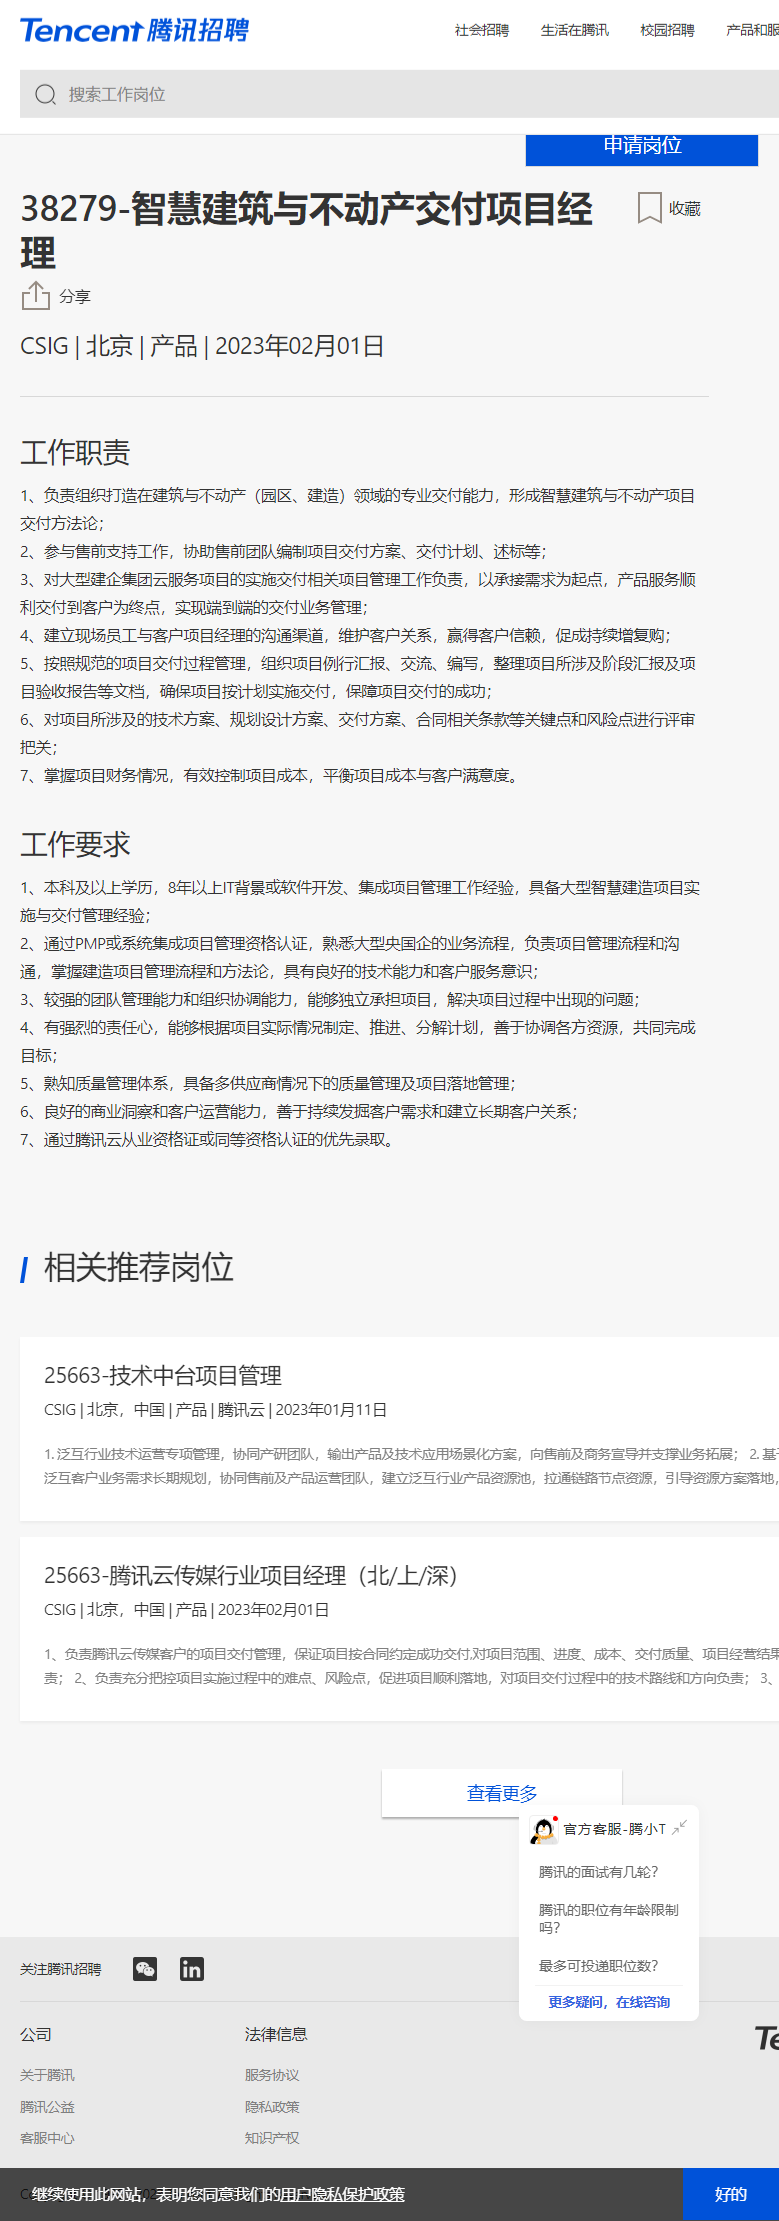 Tencent 腾讯招聘
社会招聘 生活在腾讯 校园招聘 产品和服
搜索工作岗位
申请岗位
38279-智慧建筑与不动产交付项目经
理
收藏
分享
CSIG | 北京 | 产品 | 2023年02月01日
工作职责
1、负责组织打造在建筑与不动产（园区、建造）领域的专业交付能力，形成智慧建筑与不动产项目
交付方法论；
2、参与售前支持工作，协助售前团队编制项目交付方案、交付计划、述标等；
3、对大型建企集团云服务项目的实施交付相关项目管理工作负责，以承接需求为起点，产品服务顺
利交付到客户为终点，实现端到端的交付业务管理；
4、建立现场员工与客户项目经理的沟通渠道，维护客户关系，赢得客户信赖，促成持续增复购；
5、按照规范的项目交付过程管理，组织项目例行汇报、交流、编写，整理项目所涉及阶段汇报及项
目验收报告等文档，确保项目按计划实施交付，保障项目交付的成功；
6、对项目所涉及的技术方案、规划设计方案、交付方案、合同相关条款等关键点和风险点进行评审
把关；
7、掌握项目财务情况，有效控制项目成本，平衡项目成本与客户满意度。
工作要求
1、本科及以上学历，8年以上IT背景或软件开发、集成项目管理工作经验，具备大型智慧建造项目实
施与交付管理经验；
2、通过PMP或系统集成项目管理资格认证，熟悉大型央国企的业务流程，负责项目管理流程和沟
通，掌握建造项目管理流程和方法论，具有良好的技术能力和客户服务意识；
3、较强的团队管理能力和组织协调能力，能够独立承担项目，解决项目过程中出现的问题；
4、有强烈的责任心，能够根据项目实际情况制定、推进、分解计划，善于协调各方资源，共同完成
目标；
5、熟知质量管理体系，具备多供应商情况下的质量管理及项目落地管理；
6、良好的商业洞察和客户运营能力，善于持续发掘客户需求和建立长期客户关系；
7、通过腾讯云从业资格证或同等资格认证的优先录取。
相关推荐岗位
25663-技术中台项目管理
CSIG | 北京，中国 | 产品 | 腾讯云 | 2023年01月11日
1. 泛互行业技术运营专项管理，协同产研团队，输出产品及技术应用场景化方案，向售前及商务宣导并支撑业务拓展； 2. 基于
泛互客户业务需求长期规划，协同售前及产品运营团队，建立泛互行业产品资源池，拉通链路节点资源，引导资源方案落地，
25663-腾讯云传媒行业项目经理（北/上/深）
CSIG | 北京，中国 | 产品 | 2023年02月01日
1、负责腾讯云传媒客户的项目交付管理，保证项目按合同约定成功交付,对项目范围、进度、成本、交付质量、项目经营结果
责； 2、负责充分把控项目实施过程中的难点、风险点，促进项目顺利落地，对项目交付过程中的技术路线和方向负责； 3、
查看更多
官方客服-腾小T
腾讯的面试有几轮?
腾讯的职位有年龄限制
吗?
最多可投递职位数?
更多疑问，在线咨询
关注腾讯招聘
公司 法律信息
关于腾讯 服务协议
腾讯公益 隐私政策
客服中心 知识产权
继续使用此网站，表明您同意我们的用户隐私保护政策
好的